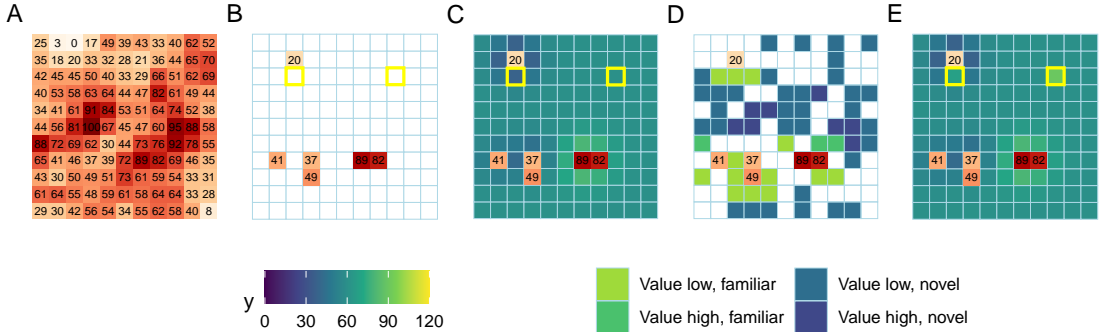 A
B
C
D
E
25 3 0 17 49 39 43 33 40 62 52
35 18 20 33 32 28 21 36 44 65 70
42 45 45 50 40 33 29 66 51 62 69
40 53 58 63 64 44 47 82 61 49 62
34 41 61 91 84 53 51 64 74 52 38
44 56 81 100 67 45 47 60 95 88 58
88 72 69 62 30 44 73 76 92 78 55
65 41 46 37 39 72 89 82 69 46 35
43 30 50 49 51 73 61 59 54 33 31
61 64 55 48 59 61 58 64 54 33 28
29 30 42 56 54 34 55 62 58 40 8
20
41 37 89 82
49
20
41 37 89 82
49
20
41 37 89 82
49
20
41 37 89 82
49
y
0 30 60 90 120
Value low, familiar
Value high, familiar
Value low, novel
Value high, novel